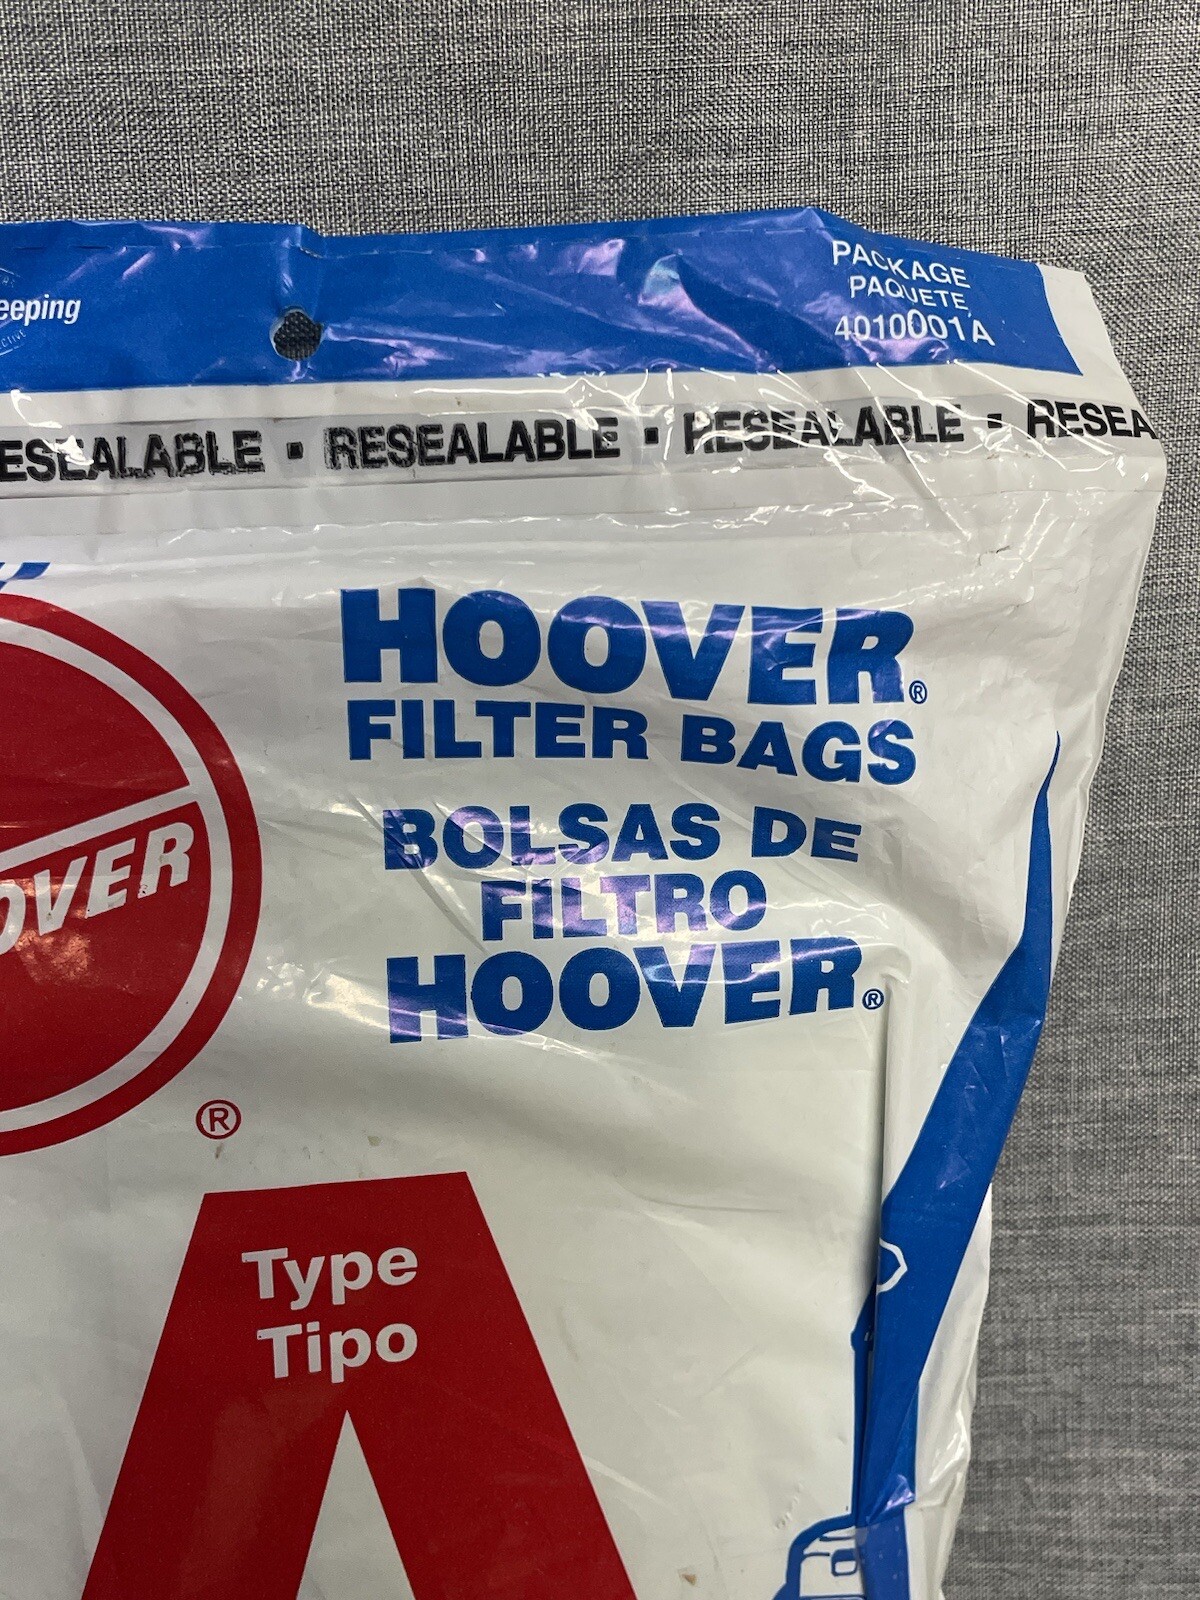 eeping
PACKAGE
PAQUETE
4010001A
ESEALABLE · RESEALABLE · RESEALABLE · RESEA
HOOVER®
FILTER BAGS
BOLSAS DE
FILTRO
HOOVER®
OVER
®
Type
Tipo
A